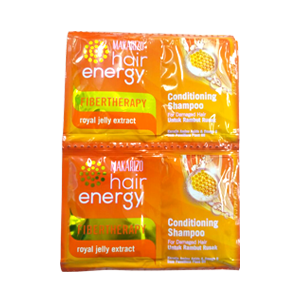 MAKARIZO
hair
energy
FIBERTHERAPY
royal jelly extract
Conditioning
Shampoo
For Damaged Hair
Untuk Rambut Rusak
MAKARIZO
hair
energy
FIBERTHERAPY
royal jelly extract
Conditioning
Shampoo
For Damaged Hair
Untuk Rambut Rusak